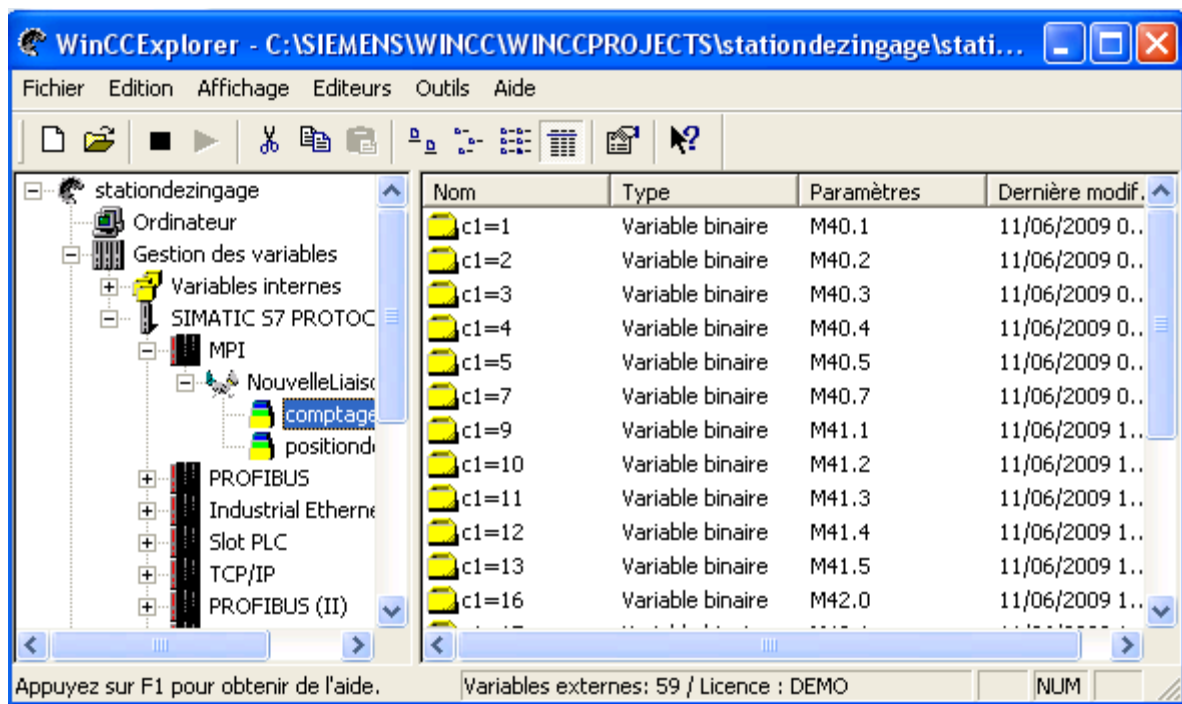 WinCCExplorer - C:\SIEMENS\WINCC\WINCCPROJECTS\stationdezingage\stati...
Fichier Edition Affichage Editeurs Outils Aide
stationdezingage
Ordinateur
Gestion des variables
Variables internes
SIMATIC S7 PROTOC
MPI
NouvelleLiaiso
comptage
positionde
PROFIBUS
Industrial Etherne
Slot PLC
TCP/IP
PROFIBUS (II)
Nom Type Paramètres Dernière modif.
c1=1 Variable binaire M40.1 11/06/2009 0..
c1=2 Variable binaire M40.2 11/06/2009 0..
c1=3 Variable binaire M40.3 11/06/2009 0..
c1=4 Variable binaire M40.4 11/06/2009 0..
c1=5 Variable binaire M40.5 11/06/2009 0..
c1=7 Variable binaire M40.7 11/06/2009 0..
c1=9 Variable binaire M41.1 11/06/2009 1..
c1=10 Variable binaire M41.2 11/06/2009 1..
c1=11 Variable binaire M41.3 11/06/2009 1..
c1=12 Variable binaire M41.4 11/06/2009 1..
c1=13 Variable binaire M41.5 11/06/2009 1..
c1=16 Variable binaire M42.0 11/06/2009 1..
Appuyez sur F1 pour obtenir de l'aide. Variables externes: 59 / Licence : DEMO NUM